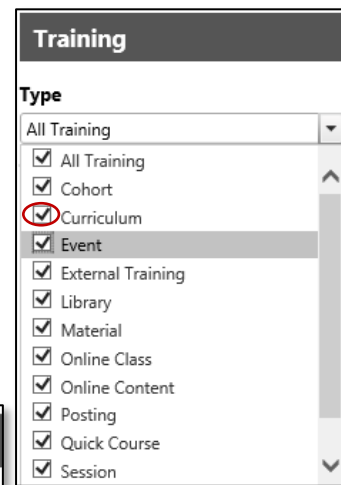 Training
Type
All Training
All Training
Cohort
Curriculum
Event
External Training
Library
Material
Online Class
Online Content
Posting
Quick Course
Session